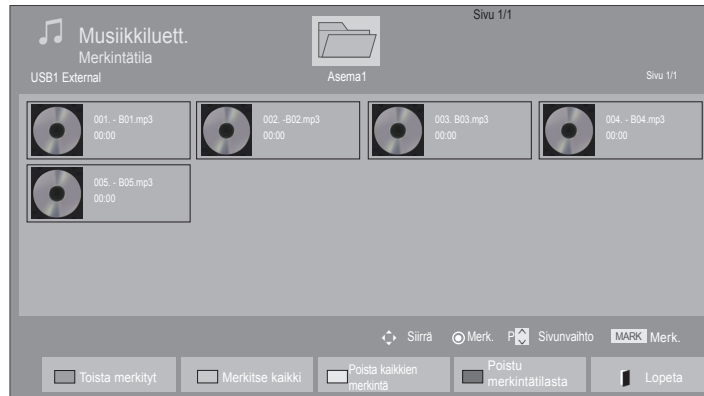 Sivu 1/1
Musiikkiluett.
Merkintätila
USB1 External
Asema1
Sivu 1/1
001. - B01.mp3
00:00
002. -B02.mp3
00:00
003. B03.mp3
00:00
004. - B04.mp3
00:00
005. - B05.mp3
00:00
Siirrä
Merk.
P
Sivunvaihto
MARK Merk.
Toista merkityt
Merkitse kaikki
Poista kaikkien
merkintä
Poistu
merkintätilasta
Lopeta